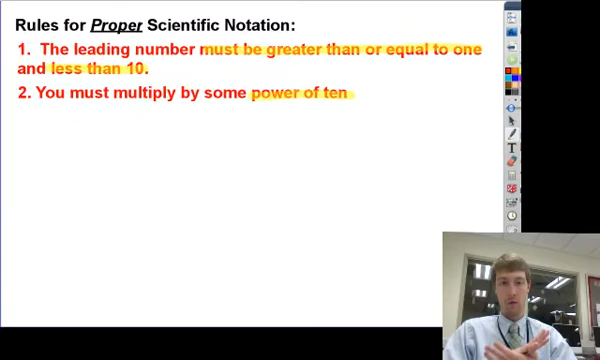 Rules for Proper Scientific Notation:
1. The leading number must be greater than or equal to one
and less than 10.
2. You must multiply by some power of ten
T